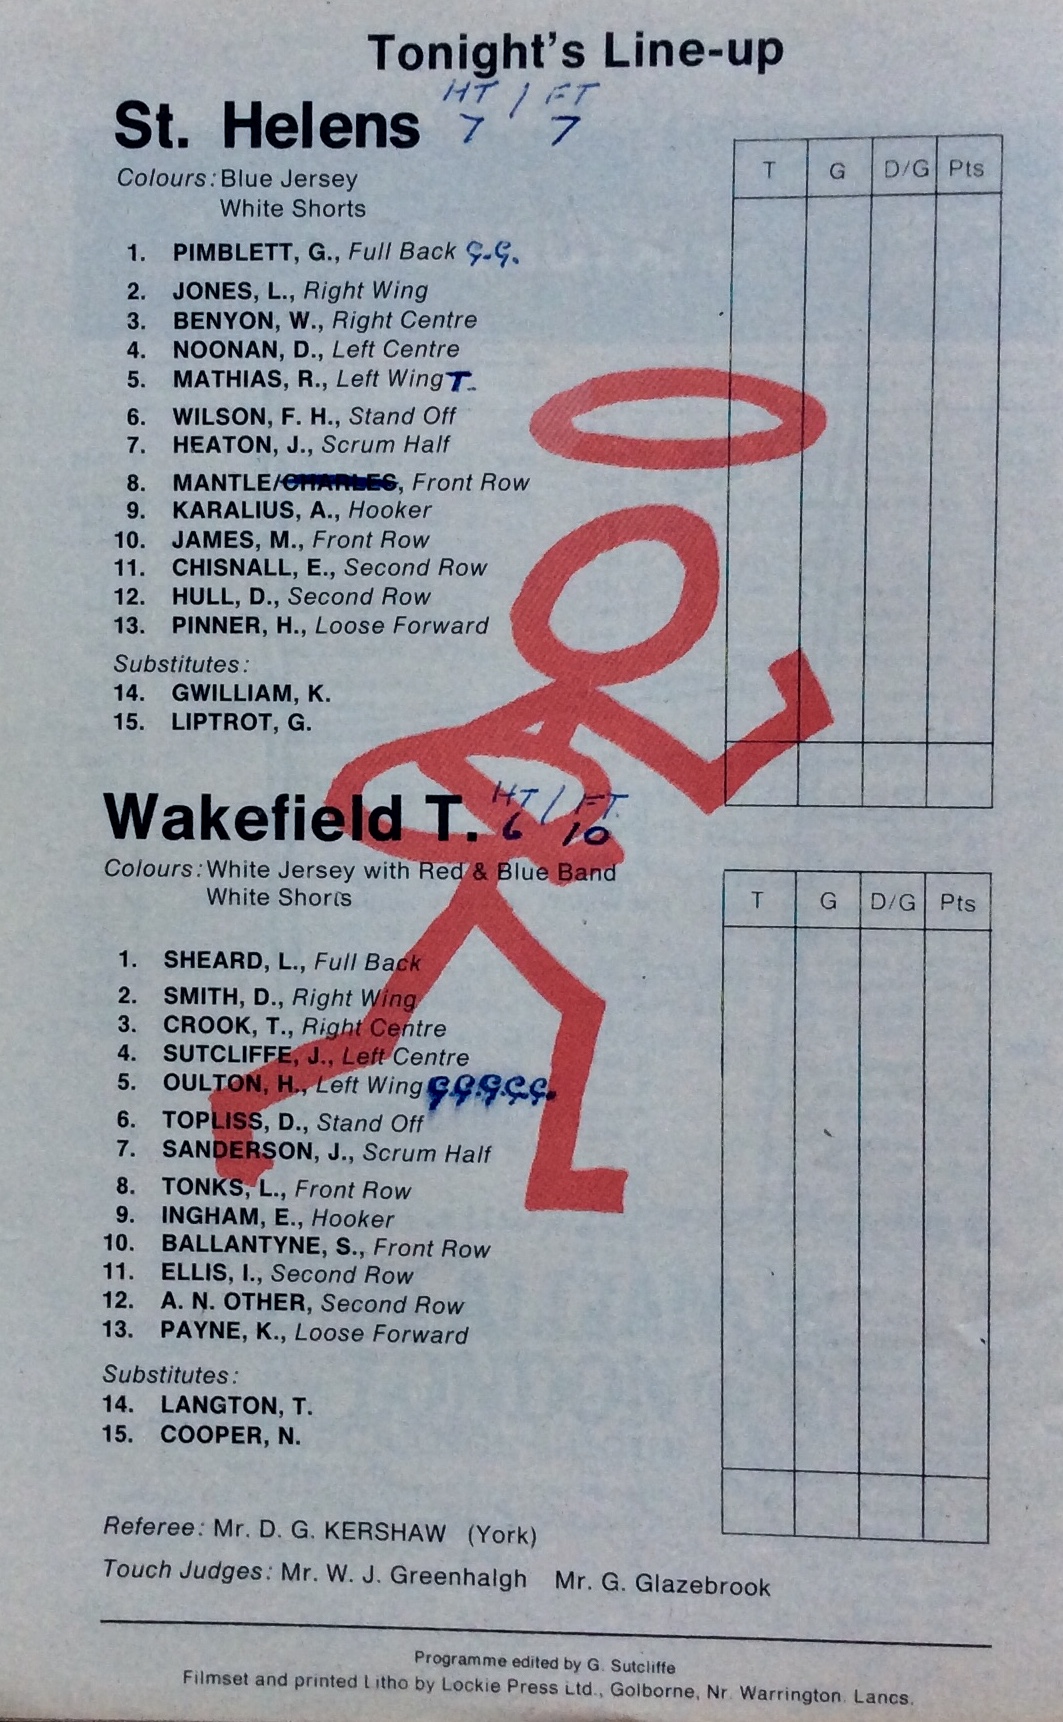 Tonight's Line-up
HT / FT
St. Helens 7 7
Colours: Blue Jersey
White Shorts
T G D/G Pts
1. PIMBLETT, G., Full Back G.G.
2. JONES, L., Right Wing
3. BENYON, W., Right Centre
4. NOONAN, D., Left Centre
5. MATHIAS, R., Left Wing T.
6. WILSON, F. H., Stand Off
7. HEATON, J., Scrum Half
8. MANTLE/CHARLES, Front Row
9. KARALIUS, A., Hooker
10. JAMES, M., Front Row
11. CHISNALL, E., Second Row
12. HULL, D., Second Row
13. PINNER, H., Loose Forward
Substitutes:
14. GWILLIAM, K.
15. LIPTROT, G.
HT / FT.
Wakefield T. 6 10
Colours: White Jersey with Red & Blue Band
White Shorts
T G D/G Pts
1. SHEARD, L., Full Back
2. SMITH, D., Right Wing
3. CROOK, T., Right Centre
4. SUTCLIFFE, J., Left Centre
5. OULTON, H., Left Wing G.G.G.G.G.
6. TOPLISS, D., Stand Off
7. SANDERSON, J., Scrum Half
8. TONKS, L., Front Row
9. INGHAM, E., Hooker
10. BALLANTYNE, S., Front Row
11. ELLIS, I., Second Row
12. A. N. OTHER, Second Row
13. PAYNE, K., Loose Forward
Substitutes:
14. LANGTON, T.
15. COOPER, N.
Referee: Mr. D. G. KERSHAW (York)
Touch Judges: Mr. W. J. Greenhalgh Mr. G. Glazebrook
Programme edited by G. Sutcliffe
Filmset and printed Litho by Lockie Press Ltd., Golborne, Nr. Warrington. Lancs.